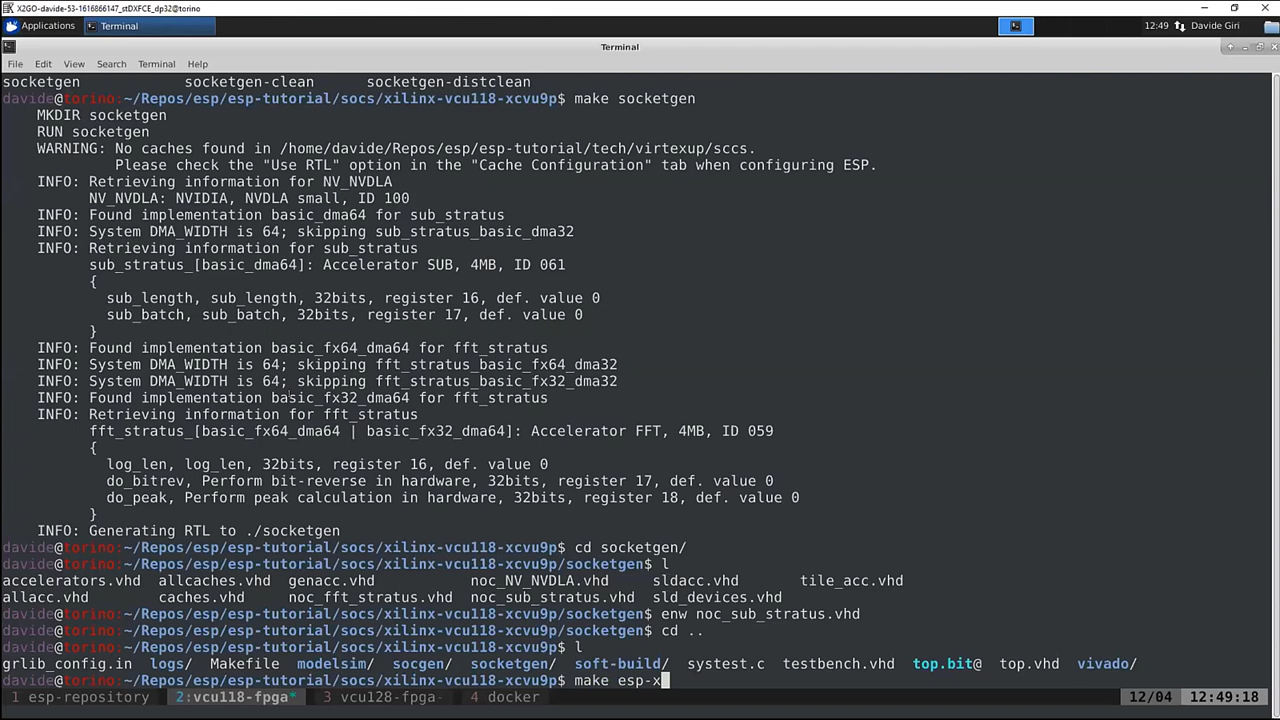 X2GO-davide-53-1616866147_stDXFCE_dp32@torino
Applications Terminal 12:49 Davide Giri
Terminal
File Edit View Search Terminal Help
socketgen socketgen-clean socketgen-distclean
davide@torino:~/Repos/esp/esp-tutorial/socs/xilinx-vcu118-xcvu9p$ make socketgen
MKDIR socketgen
RUN socketgen
WARNING: No caches found in /home/davide/Repos/esp/esp-tutorial/tech/virtexup/sccs.
Please check the "Use RTL" option in the "Cache Configuration" tab when configuring ESP.
INFO: Retrieving information for NV_NVDLA
NV_NVDLA: NVIDIA, NVDLA small, ID 100
INFO: Found implementation basic_dma64 for sub_stratus
INFO: System DMA_WIDTH is 64; skipping sub_stratus_basic_dma32
INFO: Retrieving information for sub_stratus
sub_stratus_[basic_dma64]: Accelerator SUB, 4MB, ID 061
{
sub_length, sub_length, 32bits, register 16, def. value 0
sub_batch, sub_batch, 32bits, register 17, def. value 0
}
INFO: Found implementation basic_fx64_dma64 for fft_stratus
INFO: System DMA_WIDTH is 64; skipping fft_stratus_basic_fx64_dma32
INFO: System DMA_WIDTH is 64; skipping fft_stratus_basic_fx32_dma32
INFO: Found implementation basic_fx32_dma64 for fft_stratus
INFO: Retrieving information for fft_stratus
fft_stratus_[basic_fx64_dma64 | basic_fx32_dma64]: Accelerator FFT, 4MB, ID 059
{
log_len, log_len, 32bits, register 16, def. value 0
do_bitrev, Perform bit-reverse in hardware, 32bits, register 17, def. value 0
do_peak, Perform peak calculation in hardware, 32bits, register 18, def. value 0
}
INFO: Generating RTL to ./socketgen
davide@torino:~/Repos/esp/esp-tutorial/socs/xilinx-vcu118-xcvu9p$ cd socketgen/
davide@torino:~/Repos/esp/esp-tutorial/socs/xilinx-vcu118-xcvu9p/socketgen$ l
accelerators.vhd allcaches.vhd genacc.vhd noc_NV_NVDLA.vhd sldacc.vhd tile_acc.vhd
allacc.vhd caches.vhd noc_fft_stratus.vhd noc_sub_stratus.vhd sld_devices.vhd
davide@torino:~/Repos/esp/esp-tutorial/socs/xilinx-vcu118-xcvu9p/socketgen$ enw noc_sub_stratus.vhd
davide@torino:~/Repos/esp/esp-tutorial/socs/xilinx-vcu118-xcvu9p/socketgen$ cd ..
davide@torino:~/Repos/esp/esp-tutorial/socs/xilinx-vcu118-xcvu9p$ l
grlib_config.in logs/ Makefile modelsim/ socgen/ socketgen/ soft-build/ systest.c testbench.vhd top.bit@ top.vhd vivado/
davide@torino:~/Repos/esp/esp-tutorial/socs/xilinx-vcu118-xcvu9p$ make esp-x
1 esp-repository 2:vcu118-fpga* 3 vcu128-fpga- 4 docker 12/04 12:49:18